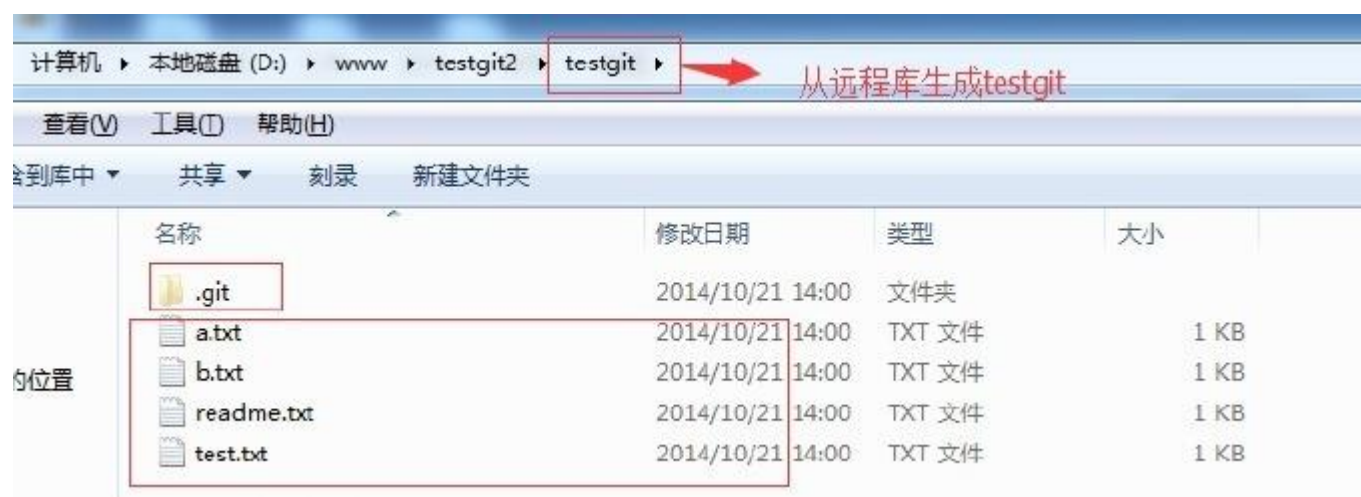 计算机 ▸ 本地磁盘 (D:) ▸ www ▸ testgit2 ▸ testgit ▸
从远程库生成testgit
查看(V) 工具(T) 帮助(H)
含到库中 ▾ 共享 ▾ 刻录 新建文件夹
名称 修改日期 类型 大小
.git 2014/10/21 14:00 文件夹
a.txt 2014/10/21 14:00 TXT 文件 1 KB
b.txt 2014/10/21 14:00 TXT 文件 1 KB
的位置
readme.txt 2014/10/21 14:00 TXT 文件 1 KB
test.txt 2014/10/21 14:00 TXT 文件 1 KB